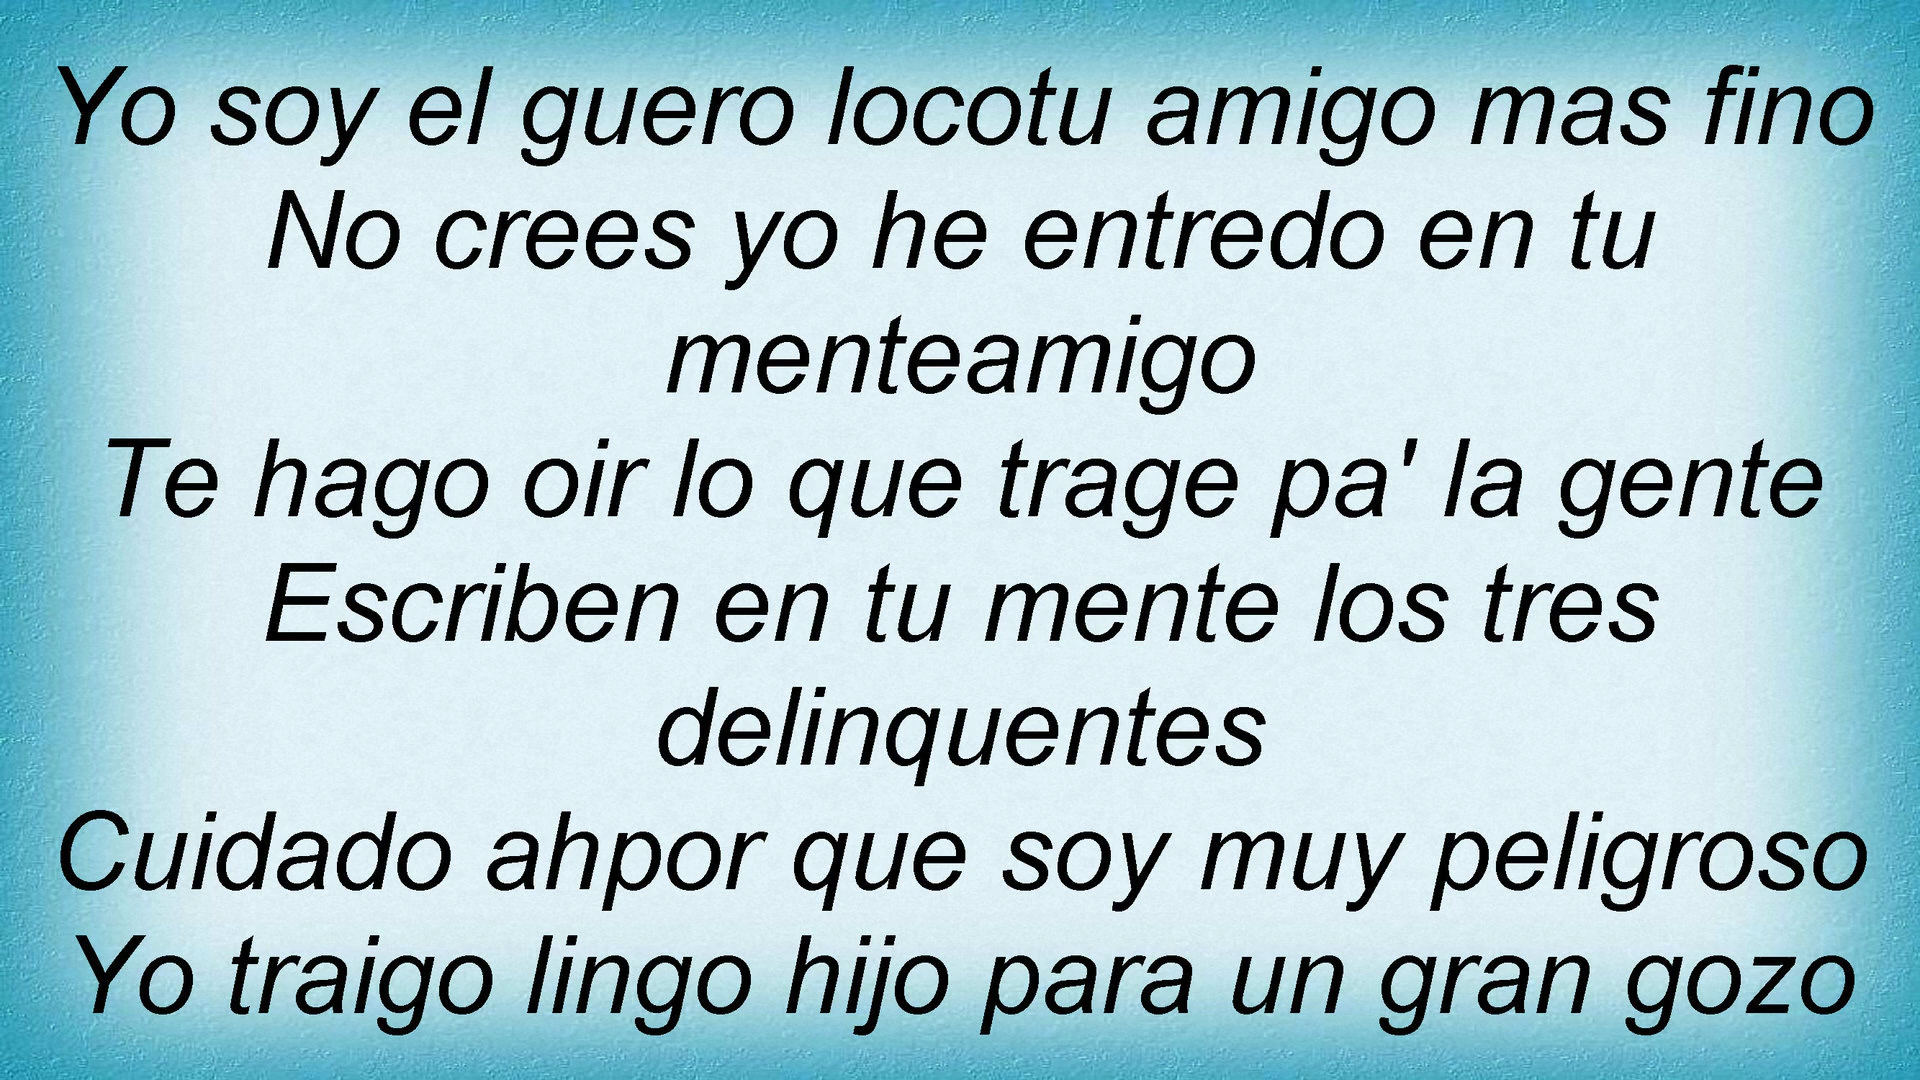 Yo soy el guero locotu amigo mas fino
No crees yo he entredo en tu
menteamigo
Te hago oir lo que trage pa' la gente
Escriben en tu mente los tres
delinquentes
Cuidado ahpor que soy muy peligroso
Yo traigo lingo hijo para un gran gozo